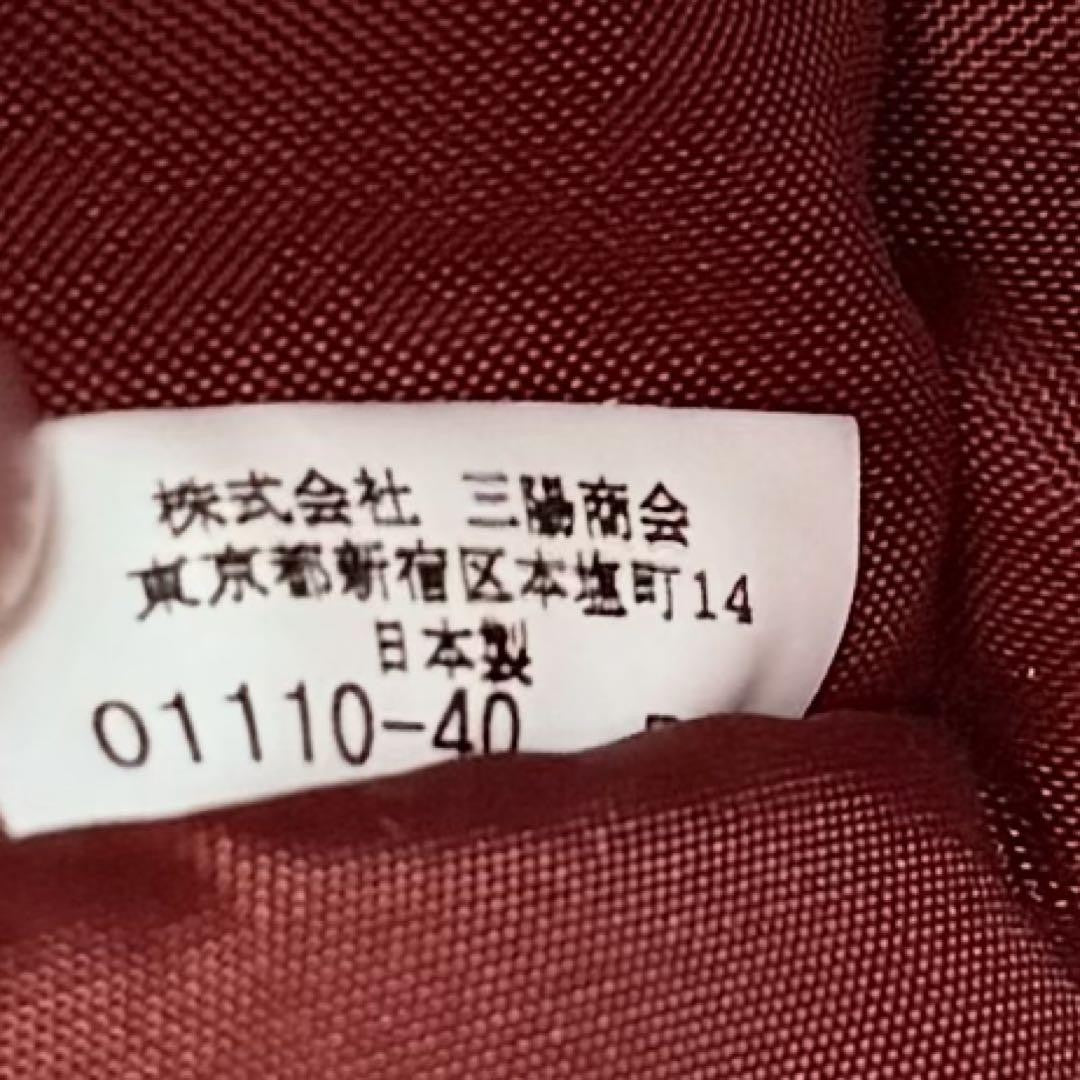 株式会社 三陽商会
東京都新宿区本塩町14
日本製
01110-40